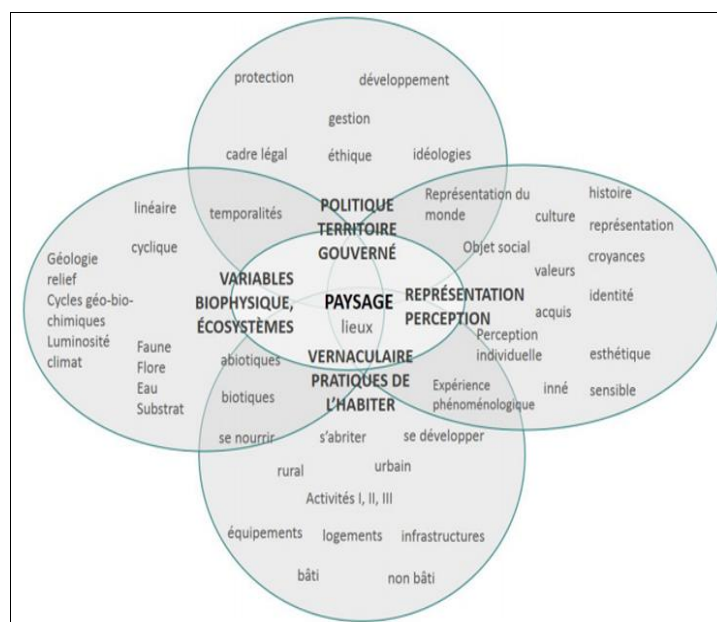 protection
développement
gestion
cadre légal
éthique
idéologies
linéaire
temporalités
cyclique
POLITIQUE
TERRITOIRE
GOUVERNÉ
Représentation du
monde
histoire
culture
représentation
Objet social
croyances
valeurs
identité
acquis
Géologie
relief
Cycles géo-bio-
chimiques
Luminosité
climat
VARIABLES
BIOPHYSIQUE,
ÉCOSYSTÈMES
PAYSAGE
lieux
REPRÉSENTATION
PERCEPTION
Perception
individuelle
esthétique
Faune
Flore
Eau
Substrat
abiotiques
biotiques
VERNACULAIRE
PRATIQUES DE
L'HABITER
Expérience
phénoménologique
inné
sensible
se nourrir
s'abriter
se développer
rural
urbain
Activités I, II, III
équipements
logements
infrastructures
bâti
non bâti